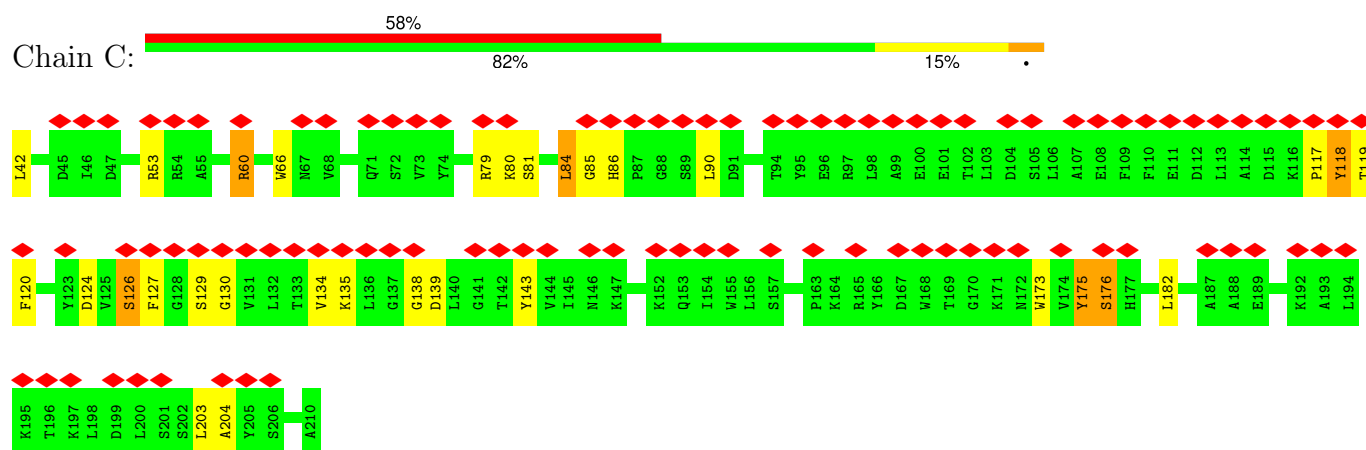 58%
Chain C:
82% 15% •
L42 D45 I46 D47 R53 R54 A55 R60 W66 N67 V68 Q71 S72 V73 Y74 R79 K80 S81 L84 G85 H86 P87 G88 S89 L90 D91 T94 Y95 E96 R97 L98 A99 E100 E101 T102 L103 D104 S105 L106 A107 E108 F109 F110 E111 D112 L113 A114 D115 K116 P117 Y118 T119
F120 Y123 D124 V125 S126 F127 G128 S129 G130 V131 L132 T133 V134 K135 L136 G137 G138 D139 L140 G141 T142 Y143 V144 I145 N146 K147 K152 Q153 I154 W155 L156 S157 P163 K164 R165 Y166 D167 W168 T169 G170 K171 N172 W173 V174 Y175 S176 H177 L182 A187 A188 E189 K192 A193 L194
K195 T196 K197 L198 D199 L200 S201 S202 L203 A204 Y205 S206 A210